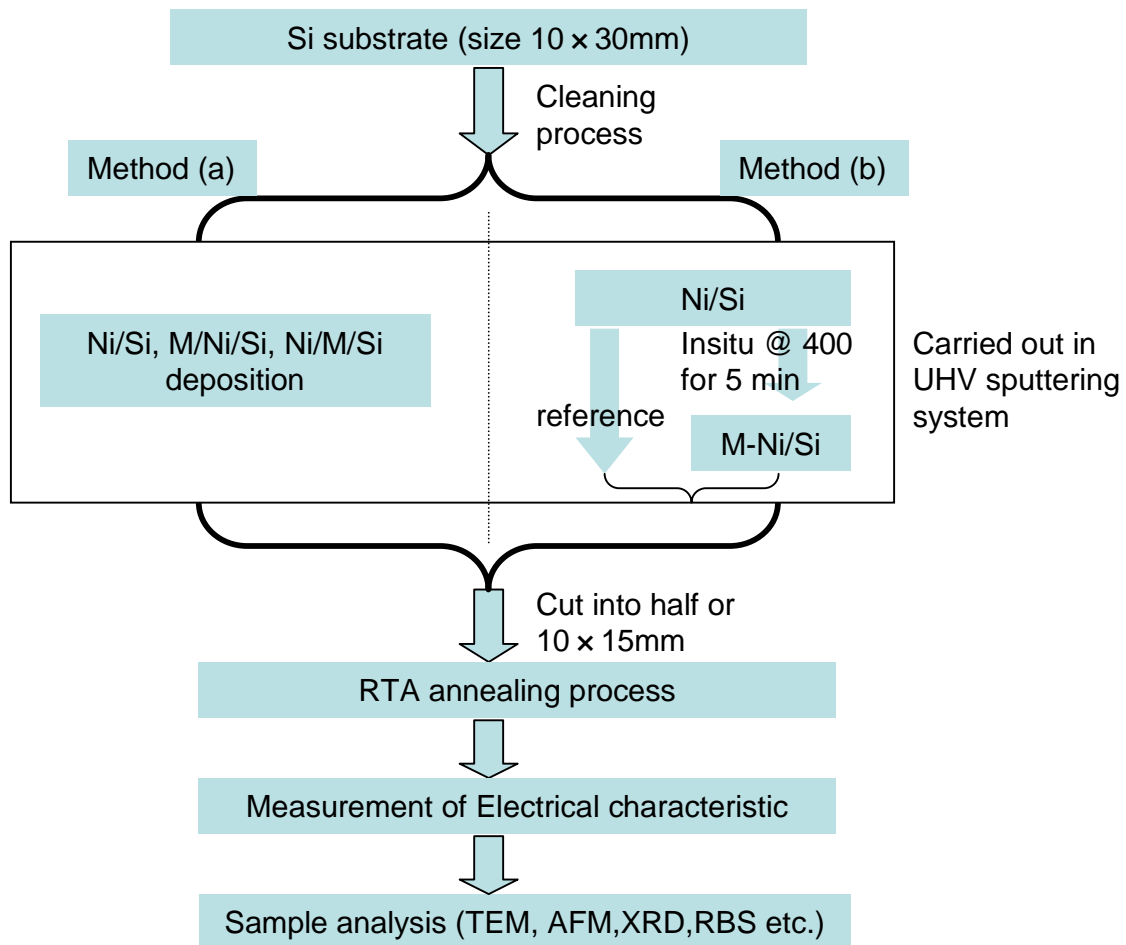 Si substrate (size 10 × 30mm)
Cleaning
process
Method (a)
Method (b)
Ni/Si, M/Ni/Si, Ni/M/Si
deposition
Ni/Si
Insitu @ 400
for 5 min
reference
M-Ni/Si
Carried out in
UHV sputtering
system
Cut into half or
10 × 15mm
RTA annealing process
Measurement of Electrical characteristic
Sample analysis (TEM, AFM,XRD,RBS etc.)